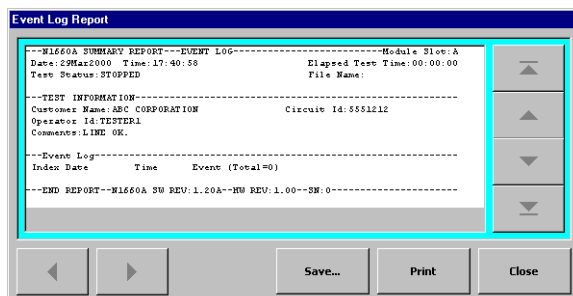 Event Log Report
---N1660A SUMMARY REPORT---EVENT LOG-----------------------Module Slot:A
Date:29Mar2000 Time:17:40:58 Elapsed Test Time:00:00:00
Test Status:STOPPED File Name:
---TEST INFORMATION---
Customer Name:ABC CORPORATION Circuit Id:5551212
Operator Id:TESTER1
Comments:LINE OK.
---Event Log---
Index Date Time Event (Total=0)
---END REPORT--N1660A SW REV:1.20A--HW REV:1.00--SN:0---
Save... Print Close